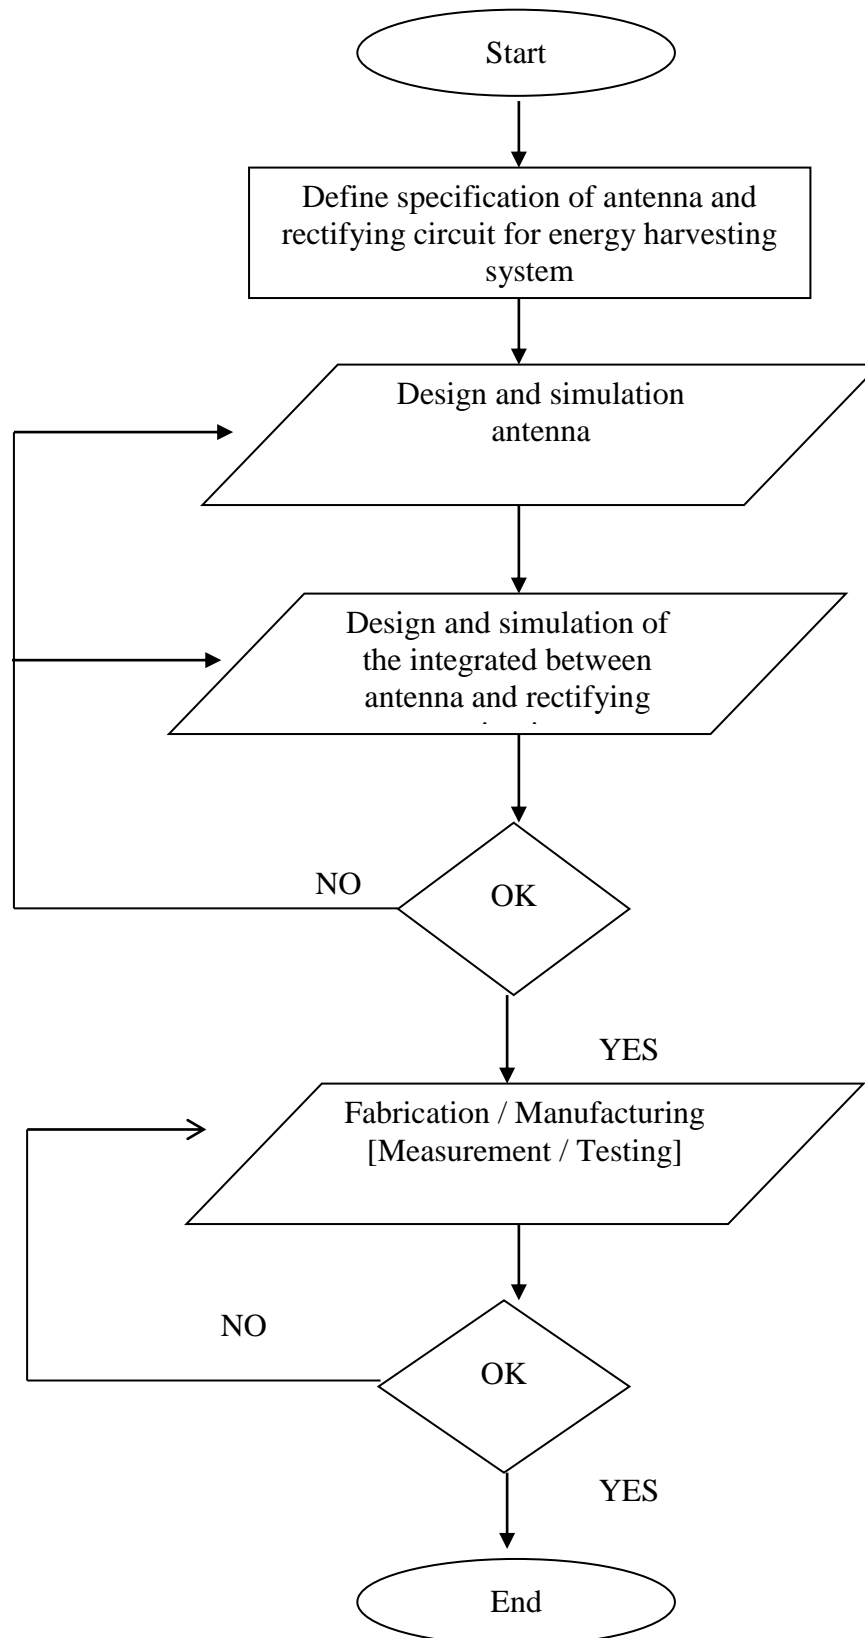 Start
Define specification of antenna and
rectifying circuit for energy harvesting
system
Design and simulation
antenna
Design and simulation of
the integrated between
antenna and rectifying
NO
OK
YES
Fabrication / Manufacturing
[Measurement / Testing]
NO
OK
YES
End